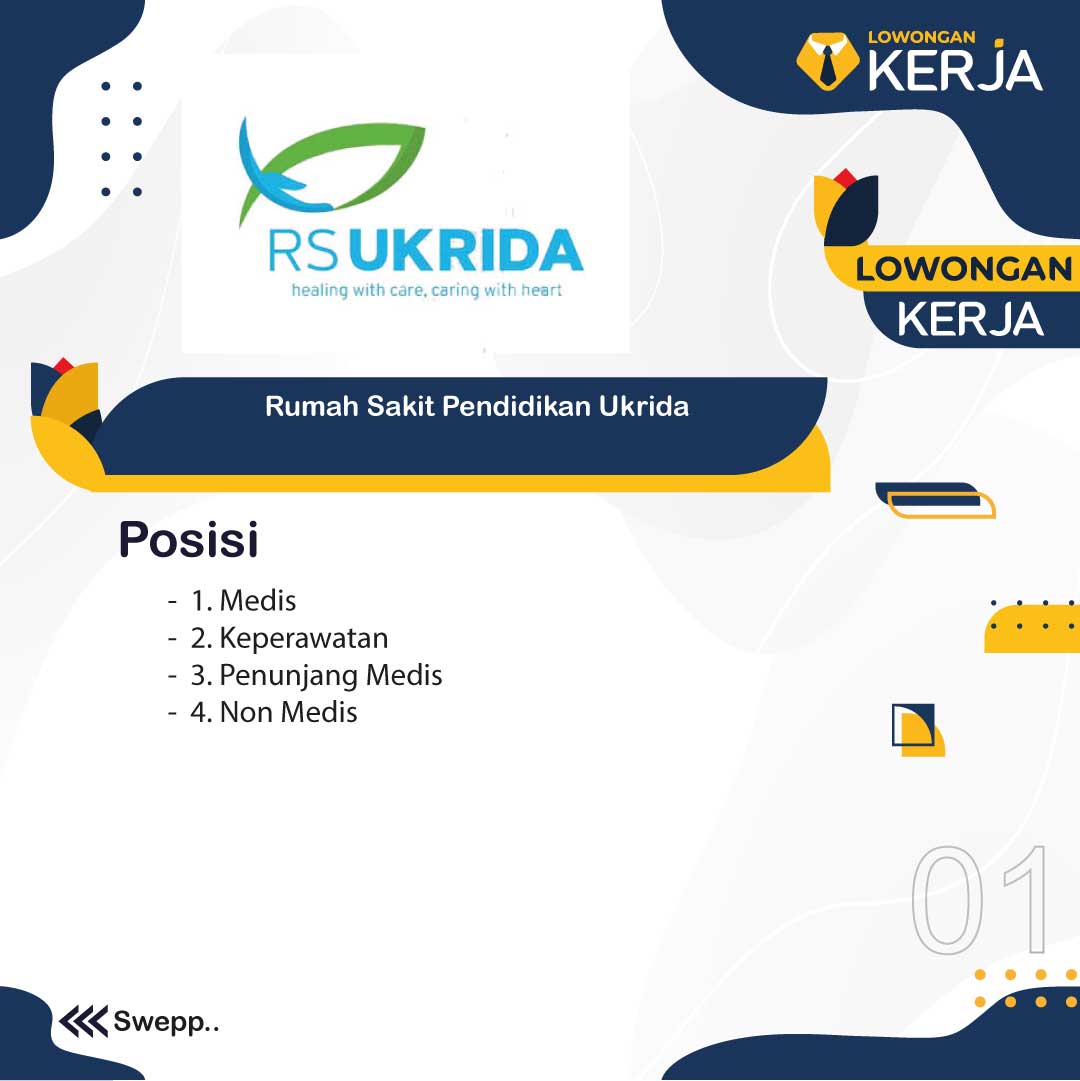 LOWONGAN
KERJA
RS UKRIDA
healing with care, caring with heart
LOWONGAN
KERJA
Rumah Sakit Pendidikan Ukrida
Posisi
- 1. Medis
- 2. Keperawatan
- 3. Penunjang Medis
- 4. Non Medis
01
Swepp..